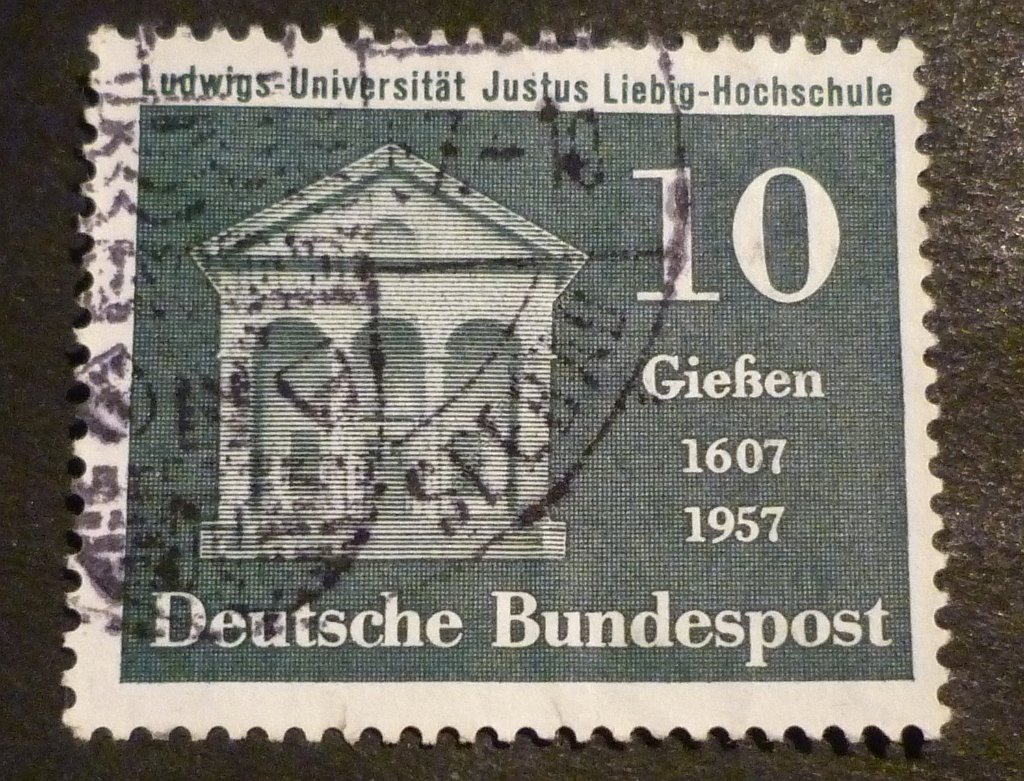 Ludwigs-Universität Justus Liebig-Hochschule
10
Gießen
1607
1957
Deutsche Bundespost